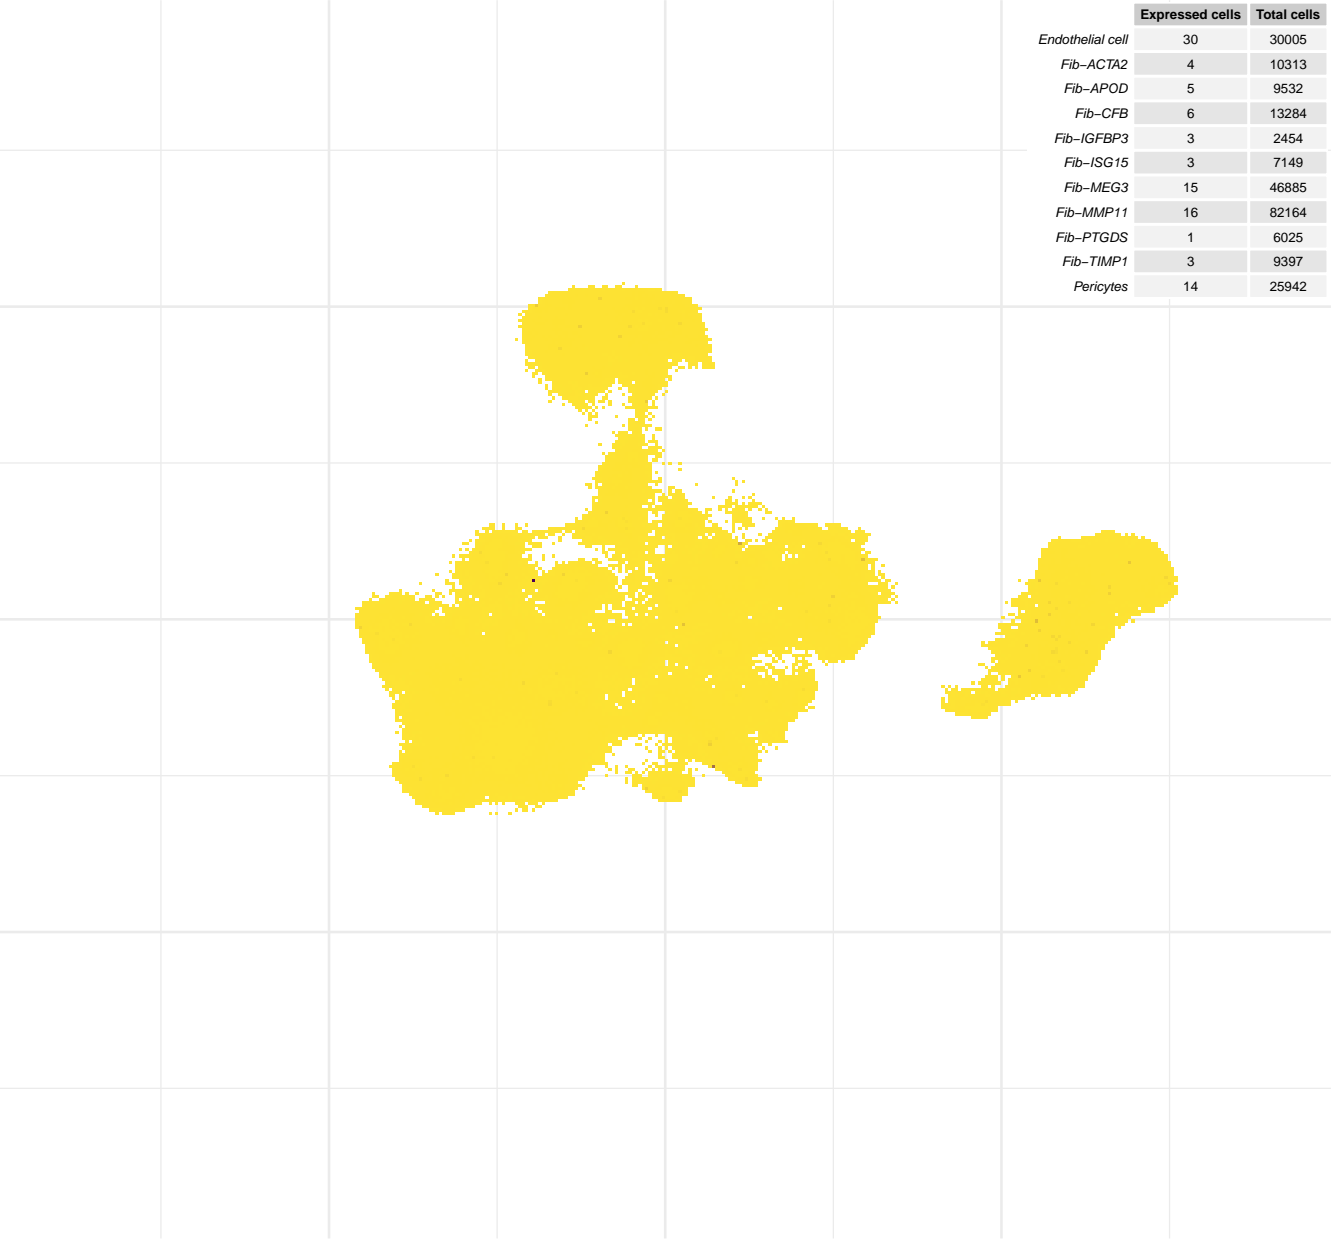 Expressed cells Total cells
Endothelial cell 30 30005
Fib−ACTA2 4 10313
Fib−APOD 5 9532
Fib−CFB 6 13284
Fib−IGFBP3 3 2454
Fib−ISG15 3 7149
Fib−MEG3 15 46885
Fib−MMP11 16 82164
Fib−PTGDS 1 6025
Fib−TIMP1 3 9397
Pericytes 14 25942